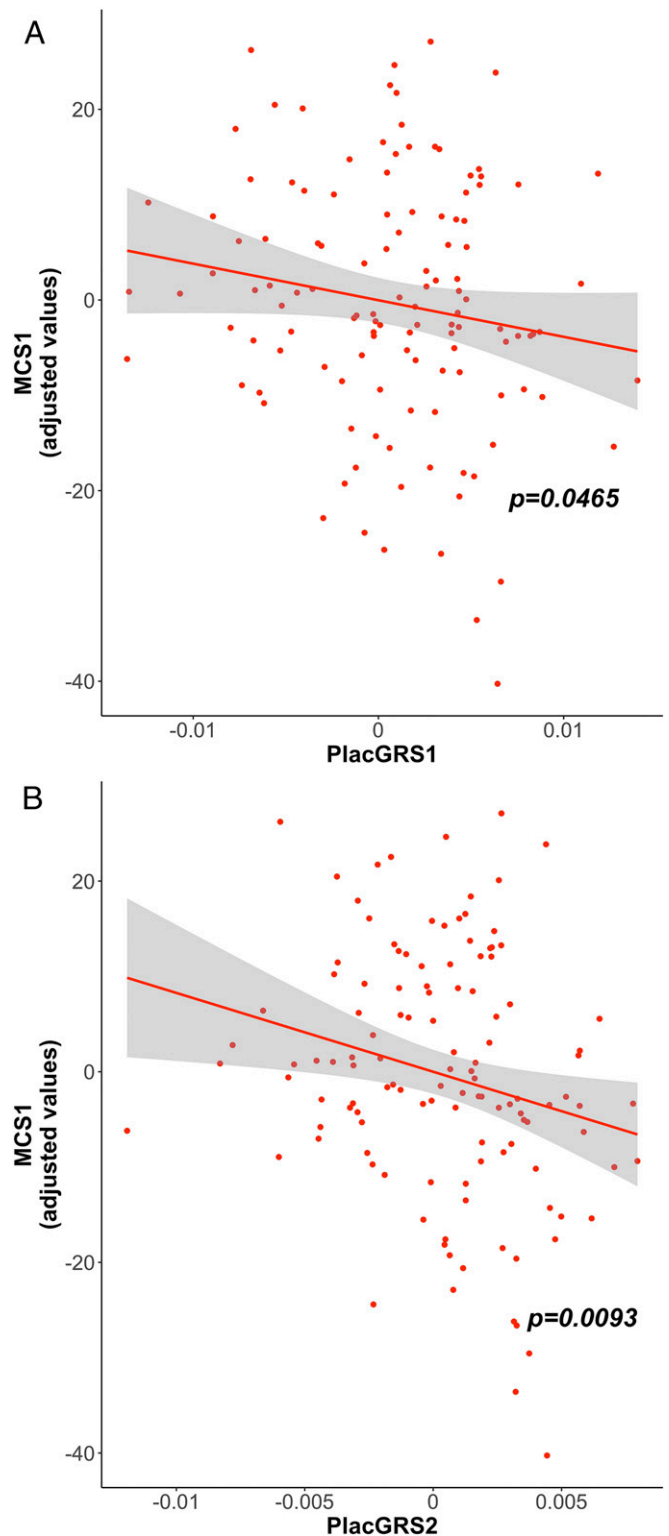 A
20
0
-20
-40
MCS1
(adjusted values)
p=0.0465
-0.01
0
0.01
PlacGRS1
B
20
0
-20
-40
MCS1
(adjusted values)
p=0.0093
-0.01
-0.005
0
0.005
PlacGRS2